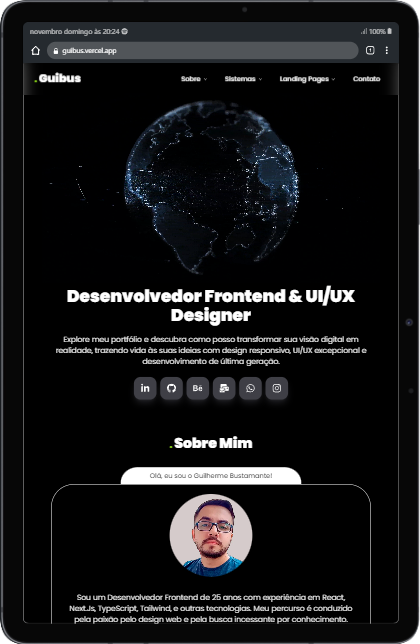 novembro domingo às 20:24
100%
guibus.vercel.app
1
.Guibus
Sobre
Sistemas
Landing Pages
Contato
Desenvolvedor Frontend & UI/UX
Designer
Explore meu portfólio e descubra como posso transformar sua visão digital em
realidade, trazendo vida às suas ideias com design responsivo, UI/UX excepcional e
desenvolvimento de última geração.
in
Bē
.Sobre Mim
Olá, eu sou o Guilherme Bustamante!
Sou um Desenvolvedor Frontend de 25 anos com experiência em React,
Next.Js, TypeScript, Tailwind, e outras tecnologias. Meu percurso é conduzido
pela paixão pelo design web e pela busca incessante por conhecimento.